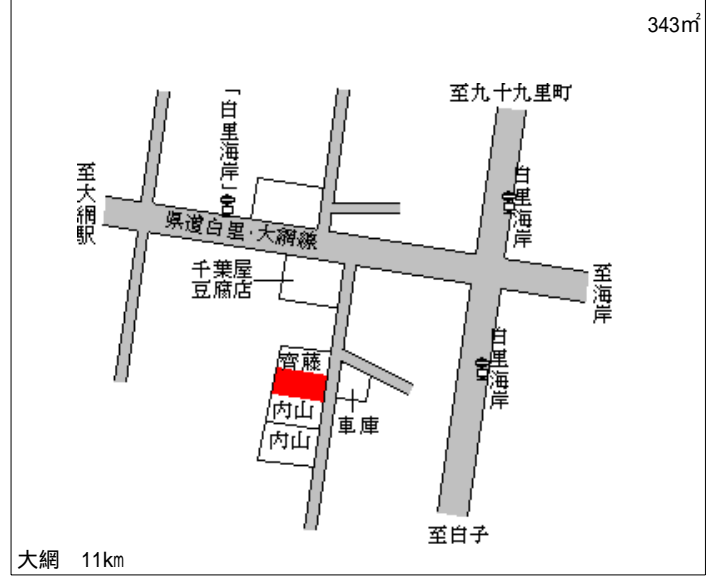 343㎡
至九十九里町
「白里海岸」
白里海岸
至大網駅
県道白里・大網線
千葉屋
豆腐店
至海岸
白里海岸
齊藤
内山
車庫
内山
至白子
大網 11km